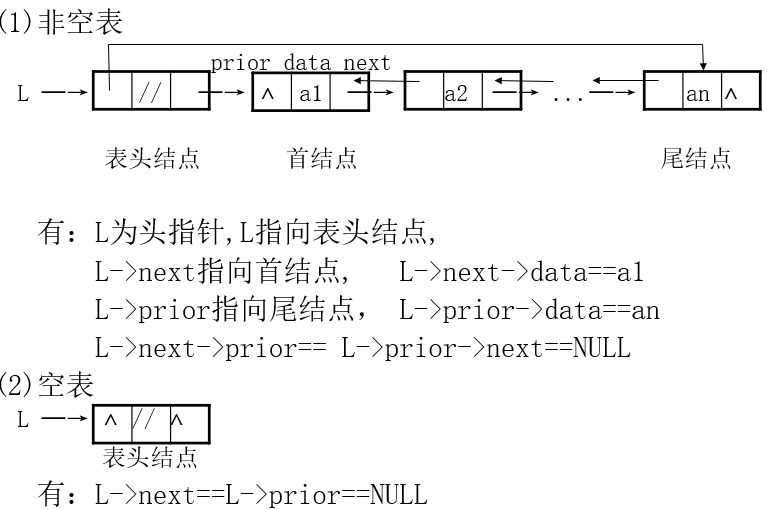 (1)非空表
prior data next
L // ∧ a1 a2 ... an ∧
表头结点 首结点 尾结点
有：L为头指针,L指向表头结点,
L->next指向首结点, L->next->data==a1
L->prior指向尾结点， L->prior->data==an
L->next->prior== L->prior->next==NULL
(2)空表
L ∧ // ∧
表头结点
有：L->next==L->prior==NULL